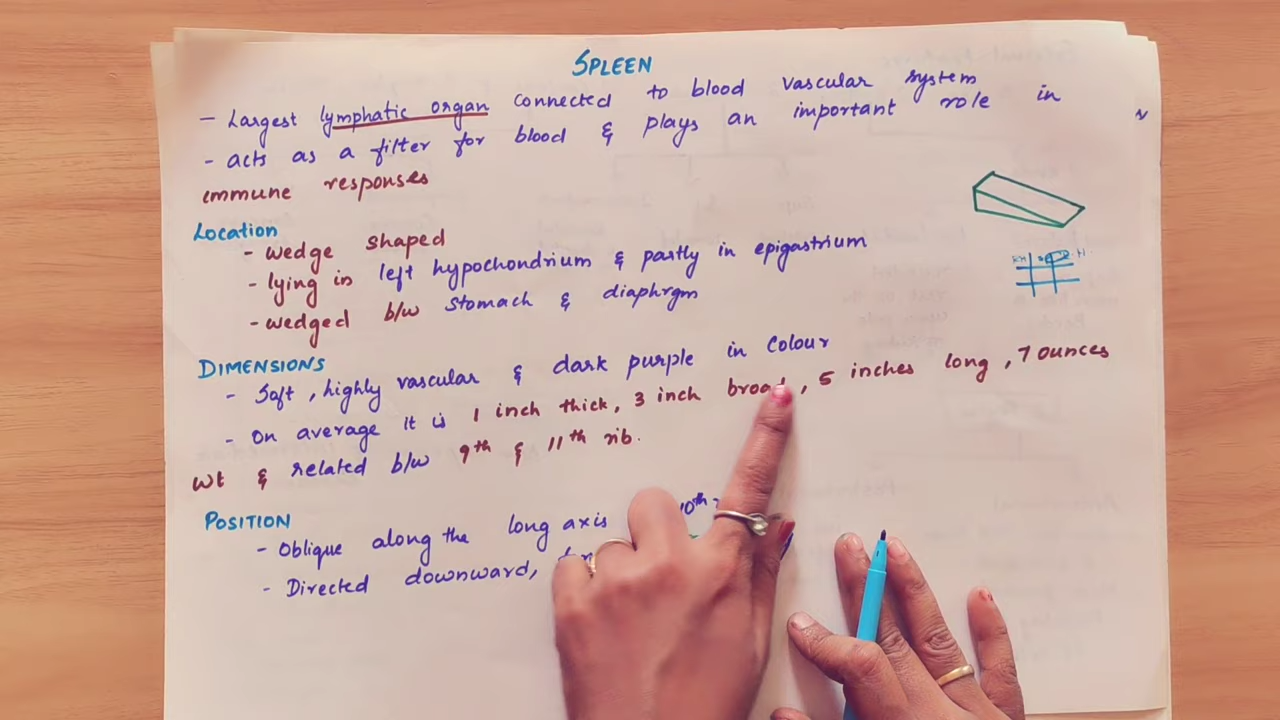 SPLEEN
- Largest lymphatic organ connected to blood vascular system
- acts as a filter for blood & plays an important role in
immune responses
Location
- wedge shaped
- lying in left hypochondrium & partly in epigastrium
- wedged b/w stomach & diaphrgm
DIMENSIONS
- Soft, highly vascular & dark purple in colour
- On average it is 1 inch thick, 3 inch broad, 5 inches long, 7 ounces
wt & related b/w 9th & 11th rib.
POSITION
- Oblique along the long axis 10th
- Directed downward,